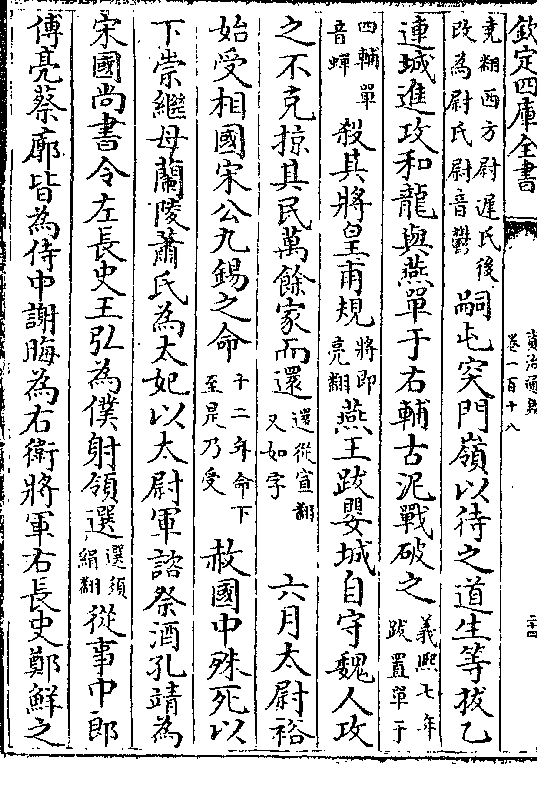 欽定四庫全書
資治通鑑
卷一百十八
二十四
竟翻西方尉遲氏後
改為尉氏尉音鬱
嗣屯突門嶺以待之道生等拔乙
連城進攻和龍與燕單于右輔古泥戰破之
義熙七年
跋置單于
四輔單
音蟬
殺其將皇甫規
將即
亮翻
燕王跋嬰城自守魏人攻
之不克掠其民萬餘家而還
還從宣翻
又如字
六月太尉裕
始受相國宋公九錫之命
十二年命下
至是乃受
赦國中殊死以
下崇繼母蘭陵蕭氏為太妃以太尉軍諮祭酒孔靖為
宋國尚書令左長史王弘為僕射領選
選須
絹翻
從事中郎
傅亮蔡廓皆為侍中謝晦為右衛將軍右長史鄭鮮之